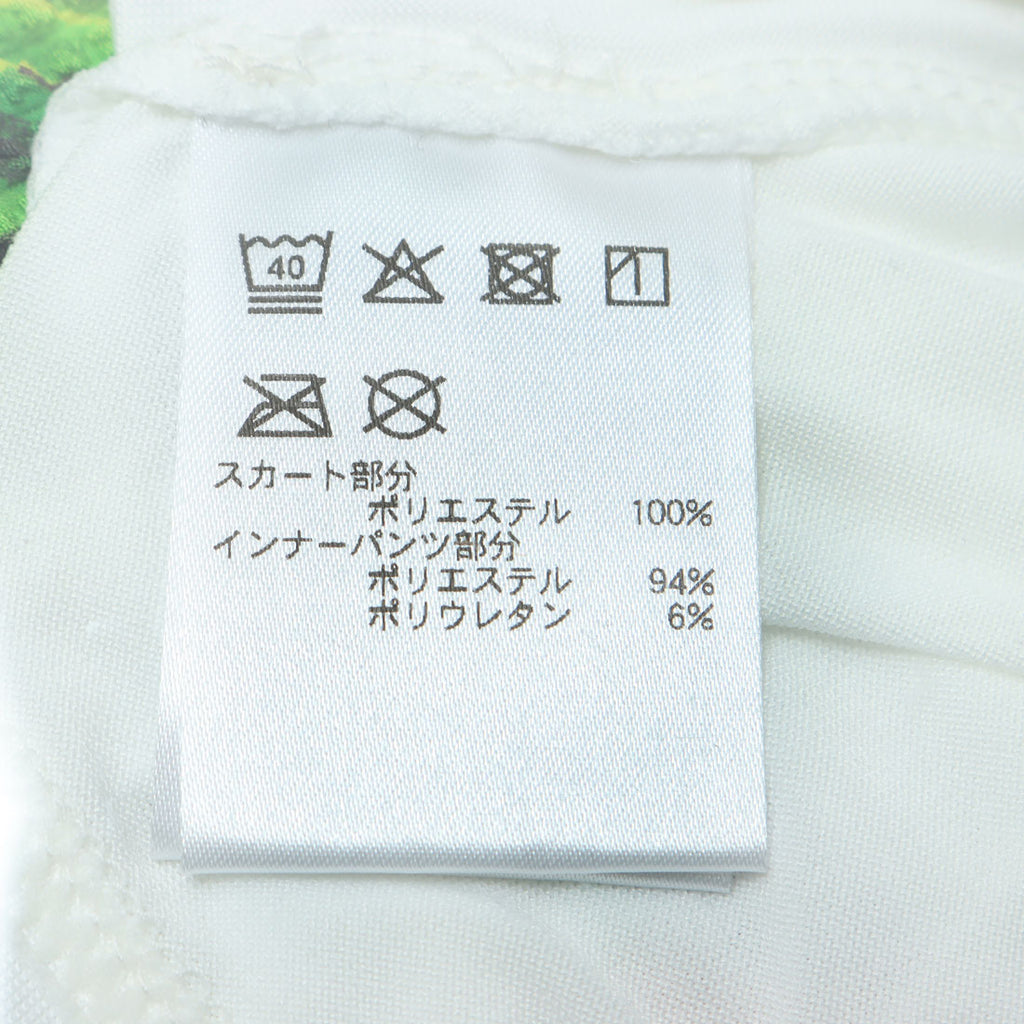 40
スカート部分
ポリエステル 100%
インナーパンツ部分
ポリエステル 94%
ポリウレタン 6%